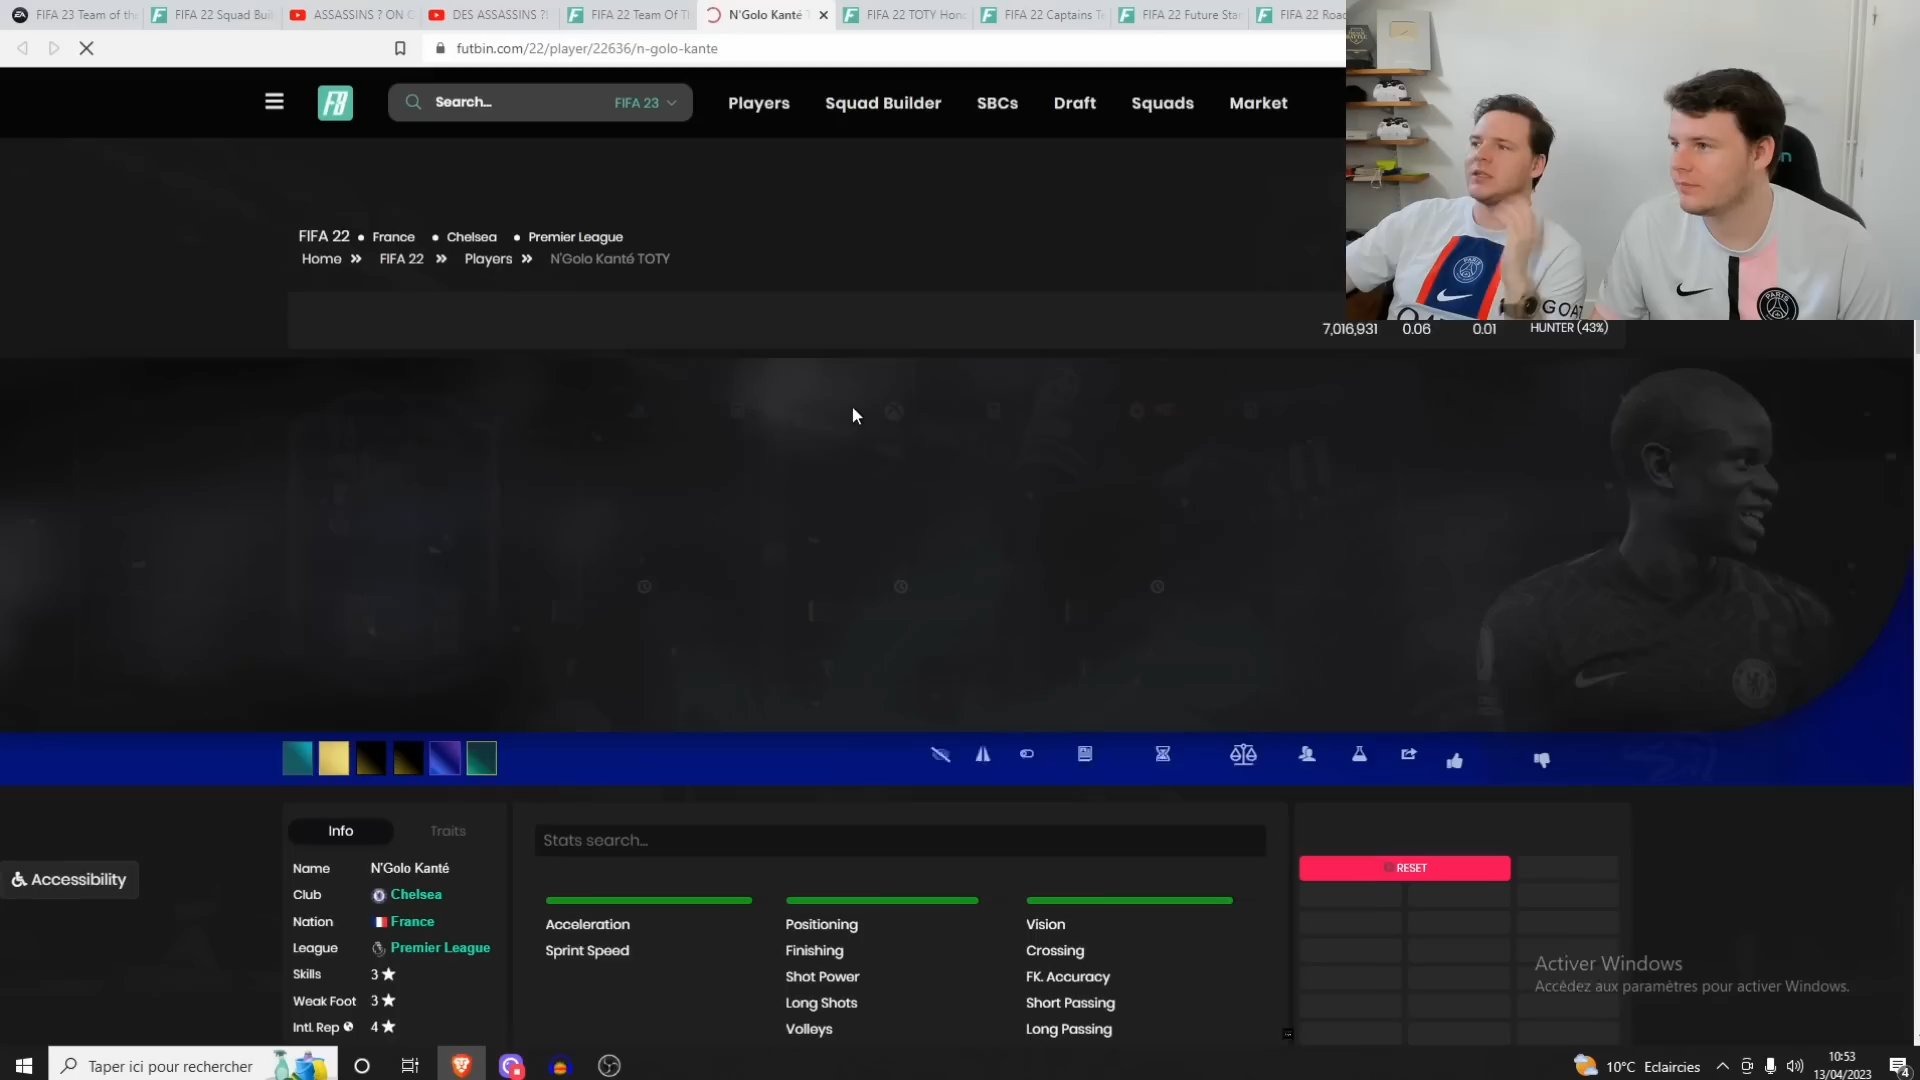 FIFA 23 Team of the
FIFA 22 Squad Buil
ASSASSINS ? ON
DES ASSASSINS ?!
FIFA 22 Team Of T
N'Golo Kanté
FIFA 22 TOTY Hono
FIFA 22 Captains T
FIFA 22 Future Star
FIFA 22 Road
futbin.com/22/player/22636/n-golo-kante
Search...
FIFA 23
Players
Squad Builder
SBCs
Draft
Squads
Market
FIFA 22 • France • Chelsea • Premier League
Home » FIFA 22 » Players » N'Golo Kanté TOTY
7,016,931
0.06
0.01
HUNTER (43%)
Info
Traits
Name N'Golo Kanté
Club Chelsea
Nation France
League Premier League
Skills 3
Weak Foot 3
Intl. Rep 4
Stats search...
Acceleration
Sprint Speed
Positioning
Finishing
Shot Power
Long Shots
Volleys
Vision
Crossing
FK. Accuracy
Short Passing
Long Passing
RESET
Accessibility
Activer Windows
Accédez aux paramètres pour activer Windows.
Taper ici pour rechercher
10°C Eclaircies
10:53
13/04/2023
4
PARIS
GOAT
PARIS